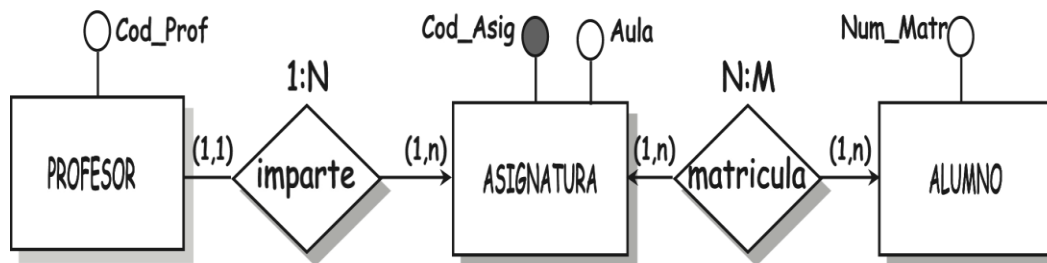 Cod_Prof
Cod_Asig
Aula
Num_Matr
1:N
N:M
PROFESOR
(1,1)
imparte
(1,n)
ASIGNATURA
(1,n)
matricula
(1,n)
ALUMNO